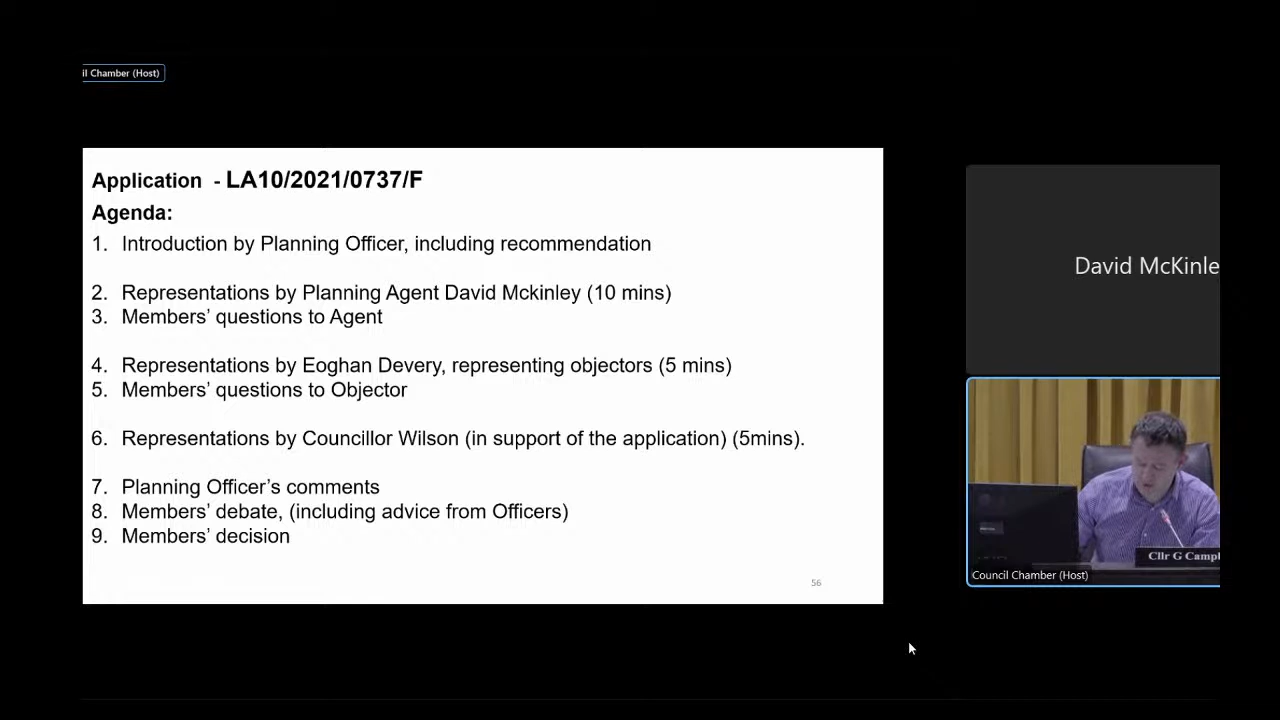 il Chamber (Host)
Application - LA10/2021/0737/F
Agenda:
1. Introduction by Planning Officer, including recommendation
2. Representations by Planning Agent David Mckinley (10 mins)
3. Members' questions to Agent
4. Representations by Eoghan Devery, representing objectors (5 mins)
5. Members' questions to Objector
6. Representations by Councillor Wilson (in support of the application) (5mins).
7. Planning Officer's comments
8. Members' debate, (including advice from Officers)
9. Members' decision
56
David McKinle
Cllr G Campl
Council Chamber (Host)